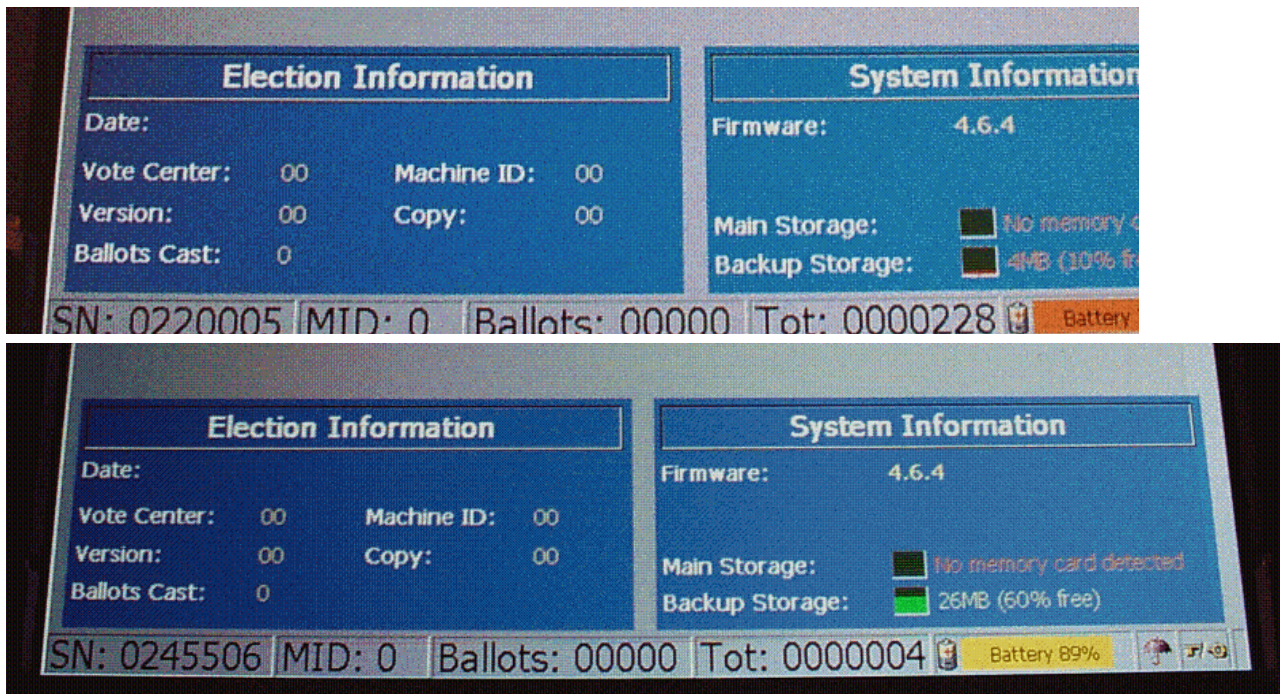 Election Information System Information
Date: Firmware: 4.6.4
Vote Center: 00 Machine ID: 00
Version: 00 Copy: 00
Main Storage: No memory
Ballots Cast: 0
Backup Storage: 4MB (10%
SN: 0220005 MID: 0 Ballots: 00000 Tot: 0000228 Battery
Election Information System Information
Date: Firmware: 4.6.4
Vote Center: 00 Machine ID: 00
Version: 00 Copy: 00
Main Storage: No memory card detected
Ballots Cast: 0
Backup Storage: 26MB (60% free)
SN: 0245506 MID: 0 Ballots: 00000 Tot: 0000004 Battery 89%